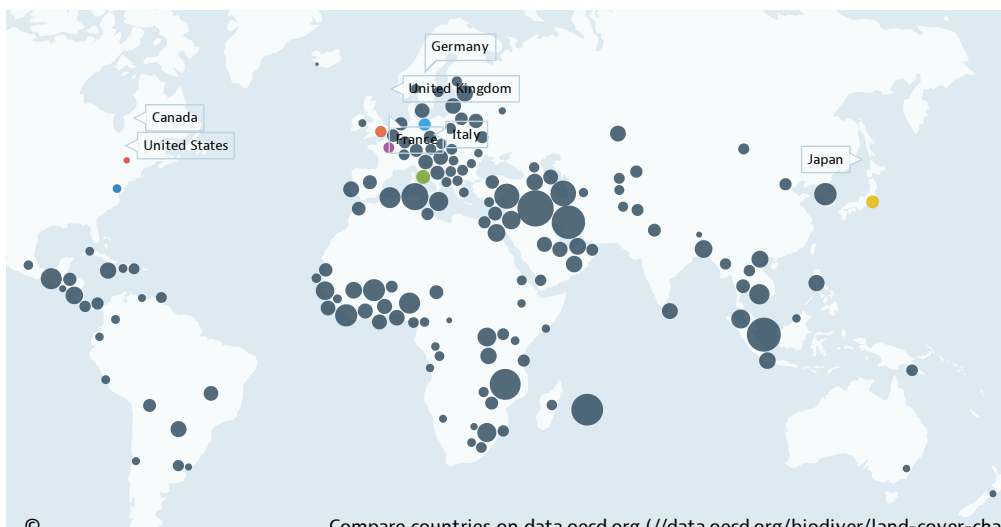 Germany
United Kingdom
Canada
France
Italy
United States
Japan
©
Compare countries on data.oecd.org (//data.oecd.org/biodiver/land-cover-cha